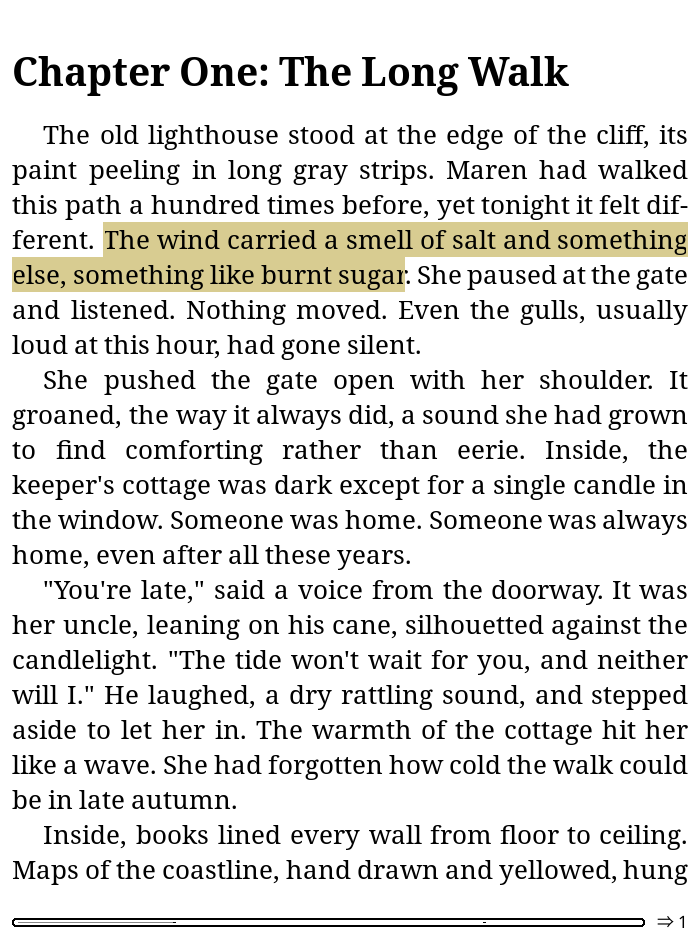 Chapter One: The Long Walk
The old lighthouse stood at the edge of the cliff, its
paint peeling in long gray strips. Maren had walked
this path a hundred times before, yet tonight it felt dif-
ferent. The wind carried a smell of salt and something
else, something like burnt sugar. She paused at the gate
and listened. Nothing moved. Even the gulls, usually
loud at this hour, had gone silent.
She pushed the gate open with her shoulder. It
groaned, the way it always did, a sound she had grown
to find comforting rather than eerie. Inside, the
keeper's cottage was dark except for a single candle in
the window. Someone was home. Someone was always
home, even after all these years.
"You're late," said a voice from the doorway. It was
her uncle, leaning on his cane, silhouetted against the
candlelight. "The tide won't wait for you, and neither
will I." He laughed, a dry rattling sound, and stepped
aside to let her in. The warmth of the cottage hit her
like a wave. She had forgotten how cold the walk could
be in late autumn.
Inside, books lined every wall from floor to ceiling.
Maps of the coastline, hand drawn and yellowed, hung
⇒ 1